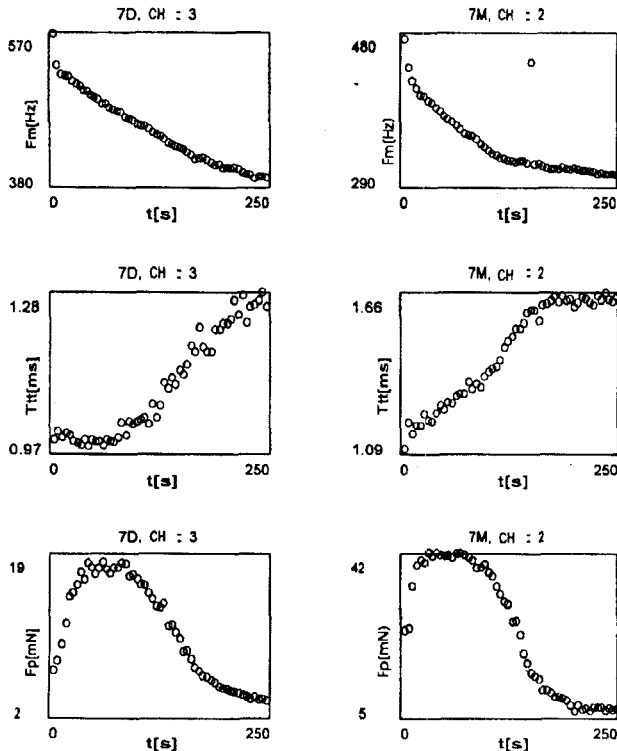 7D, CH : 3
570
Fm[Hz]
380
0
250
t[s]
7M, CH : 2
480
Fm(Hz)
290
0
250
t[s]
7D, CH : 3
1.28
Ttt[ms]
0.97
0
250
t[s]
7M, CH : 2
1.66
Ttt[ms]
1.09
0
250
t[s]
7D, CH : 3
19
Fp[mN]
2
0
250
t[s]
7M, CH : 2
42
Fp[mN)
5
0
250
t[s]